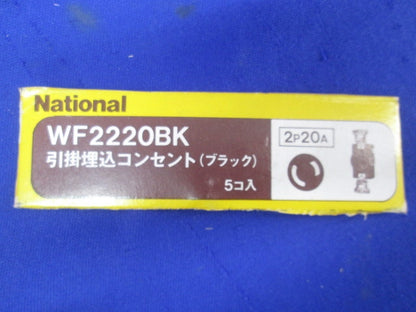 National
WF2220BK
引掛埋込コンセント(ブラック)
5コ入
2P20A